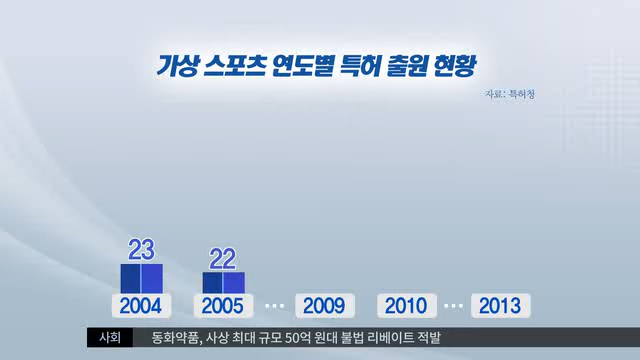 가상 스포츠 연도별 특허 출원 현황
자료: 특허청
23
22
2004 2005 ··· 2009 2010 ··· 2013
사회 동화약품, 사상 최대 규모 50억 원대 불법 리베이트 적발